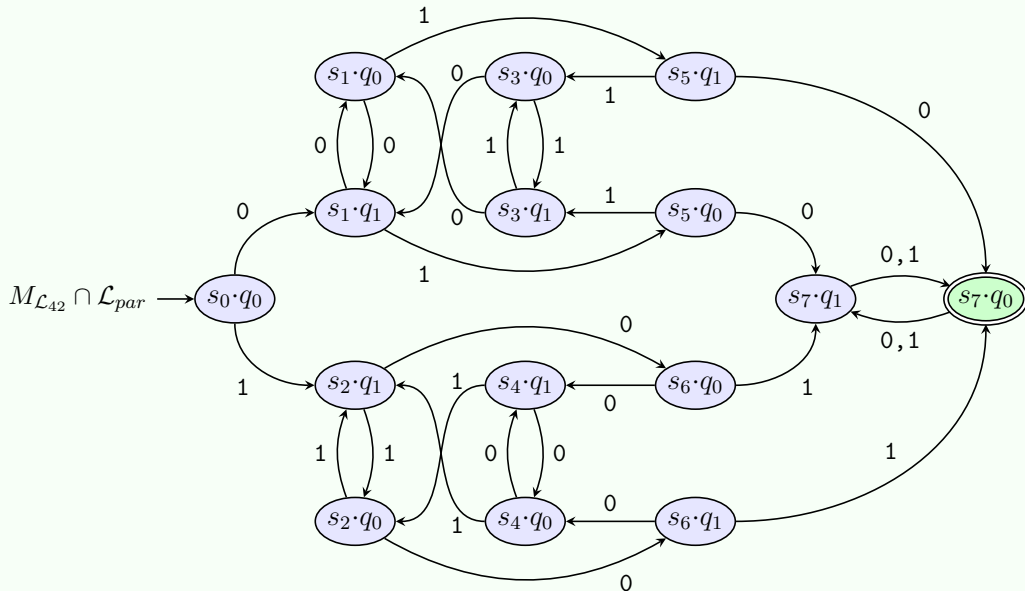 1
s₁·q₀ 0 s₃·q₀ 1 s₅·q₁
0
0 0 1 1
0 s₁·q₁ 0 s₃·q₁ 1 s₅·q₀ 0
1 0,1
M_{ℒ₄₂} ∩ ℒ_{par} s₀·q₀ s₇·q₁ s₇·q₀
0 0,1
1 s₂·q₁ 1 s₄·q₁ 0 s₆·q₀ 1
1 1 0 0 1
s₂·q₀ 1 s₄·q₀ 0 s₆·q₁
0